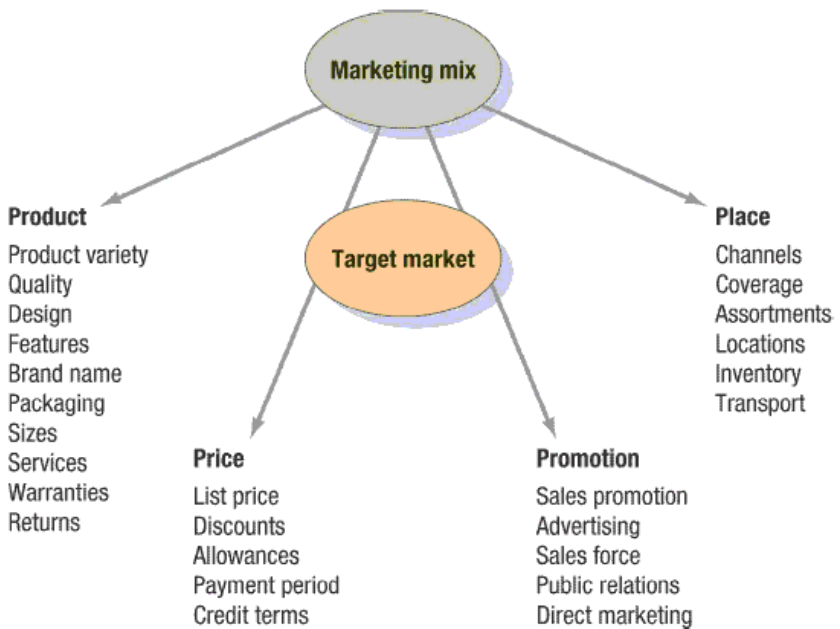 Marketing mix
Target market
Product
Product variety
Quality
Design
Features
Brand name
Packaging
Sizes
Services
Warranties
Returns
Price
List price
Discounts
Allowances
Payment period
Credit terms
Promotion
Sales promotion
Advertising
Sales force
Public relations
Direct marketing
Place
Channels
Coverage
Assortments
Locations
Inventory
Transport